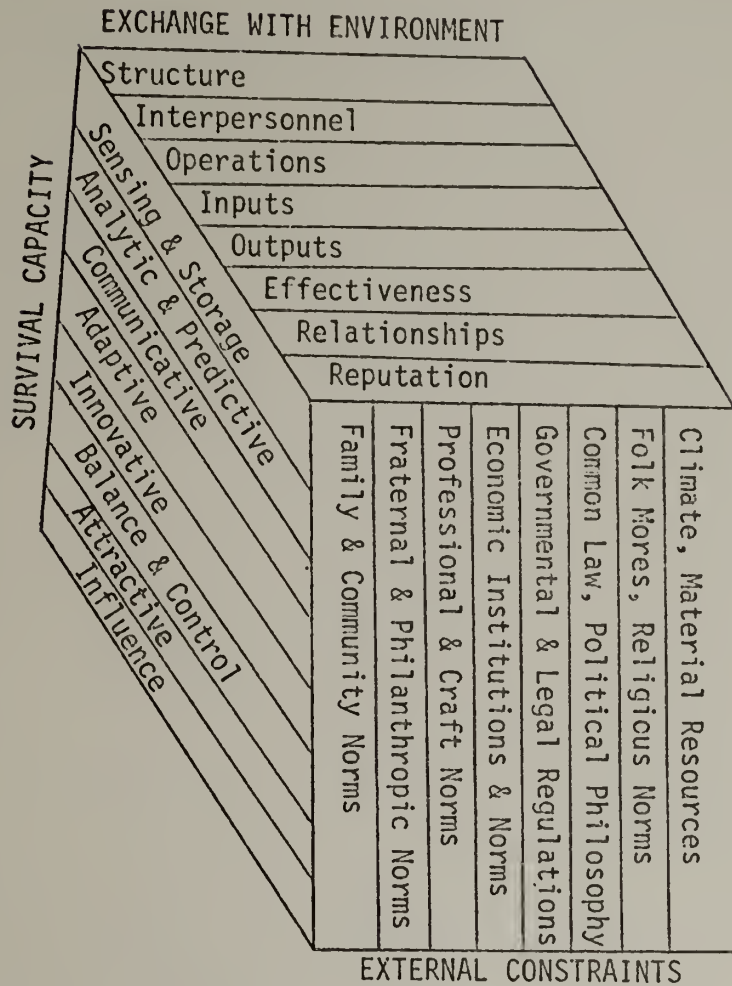 EXCHANGE WITH ENVIRONMENT
Structure
Interpersonnel
Operations
Inputs
Outputs
Effectiveness
Relationships
Reputation
SURVIVAL CAPACITY
Sensing & Storage
Analytic & Predictive
Communicative
Adaptive
Innovative
Balance & Control
Attractive
Influence
Family & Community Norms
Fraternal & Philanthropic Norms
Professional & Craft Norms
Economic Institutions & Norms
Governmental & Legal Regulations
Common Law, Political Philosophy
Folk Mores, Religious Norms
Climate, Material Resources
EXTERNAL CONSTRAINTS